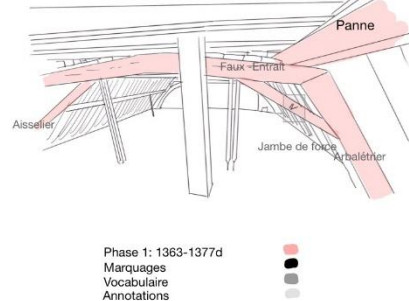 Panne
Faux -Entrait
Aisselier
Jambe de force
Arbalétrier
Phase 1: 1363-1377d
Marquages
Vocabulaire
Annotations